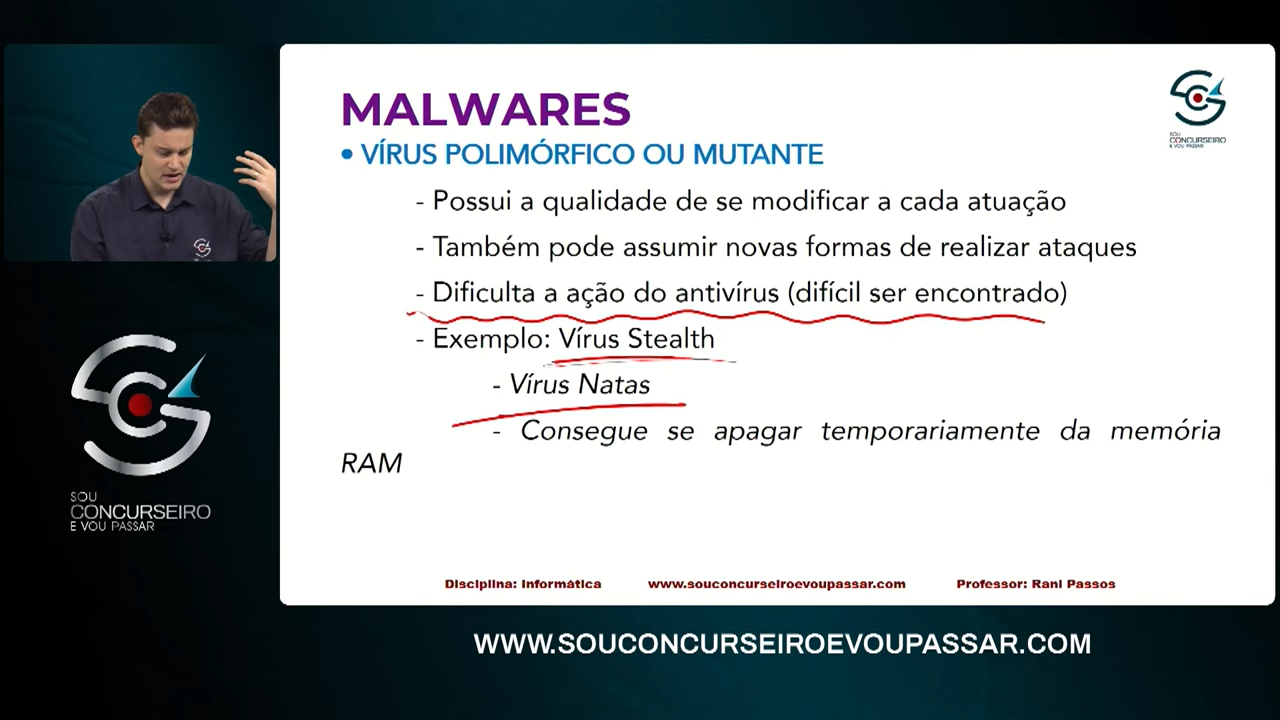 MALWARES
• VÍRUS POLIMÓRFICO OU MUTANTE
- Possui a qualidade de se modificar a cada atuação
- Também pode assumir novas formas de realizar ataques
- Dificulta a ação do antivírus (difícil ser encontrado)
- Exemplo: Vírus Stealth
- Vírus Natas
- Consegue se apagar temporariamente da memória
RAM
Disciplina: Informática www.souconcurseiroevoupassar.com Professor: Rani Passos
SOU
CONCURSEIRO
E VOU PASSAR
SOU
CONCURSEIRO
E VOU PASSAR
WWW.SOUCONCURSEIROEVOUPASSAR.COM